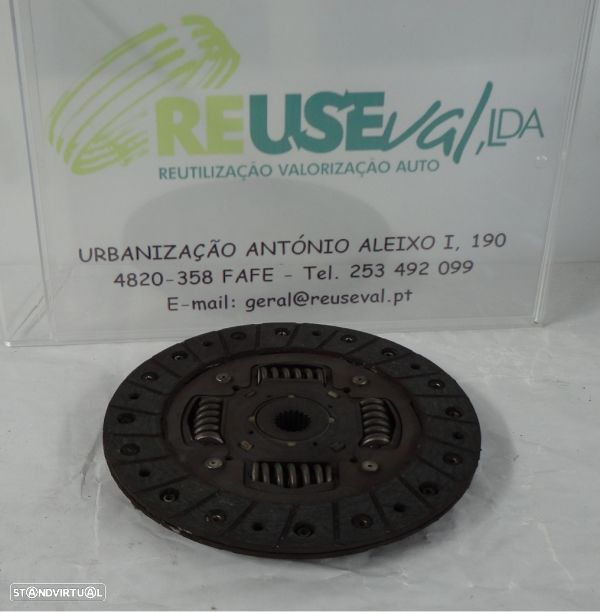 REUSEval, LDA
REUTILIZAÇÃO VALORIZAÇÃO AUTO
URBANIZAÇÃO ANTÓNIO ALEIXO I, 190
4820-358 FAFE - Tel. 253 492 099
E-mail: geral@reuseval.pt
STANDVIRTUAL